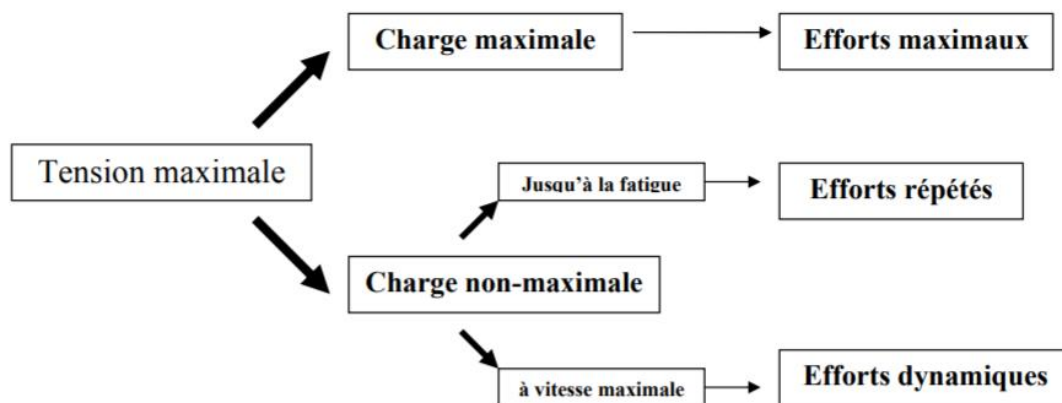 Charge maximale
Efforts maximaux
Tension maximale
Jusqu'à la fatigue
Efforts répétés
Charge non-maximale
à vitesse maximale
Efforts dynamiques